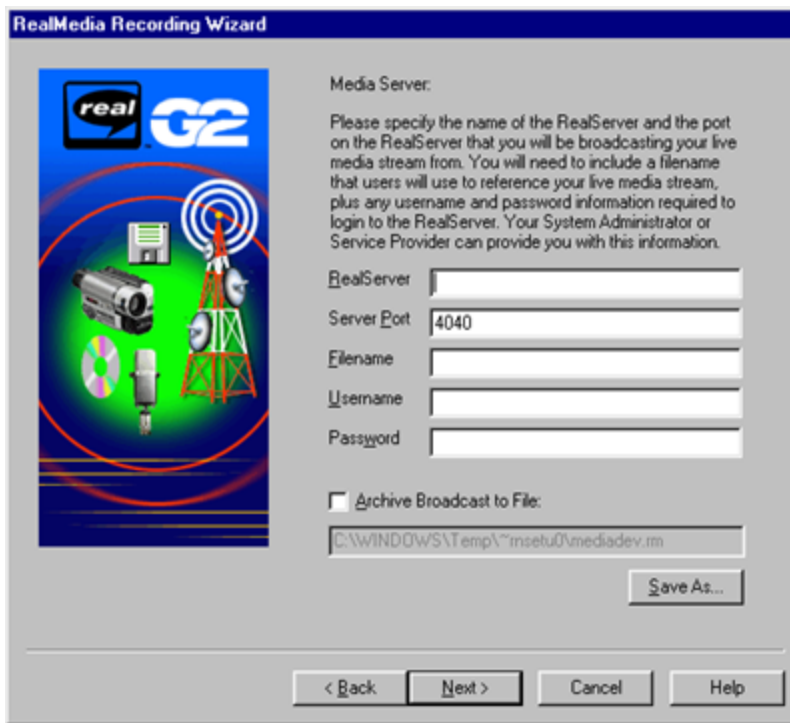 RealMedia Recording Wizard
real
G2
Media Server:
Please specify the name of the RealServer and the port
on the RealServer that you will be broadcasting your live
media stream from. You will need to include a filename
that users will use to reference your live media stream,
plus any username and password information required to
login to the RealServer. Your System Administrator or
Service Provider can provide you with this information.
RealServer
Server Port 4040
Filename
Username
Password
Archive Broadcast to File:
C:\WINDOWS\Temp\~msetu0\mediadev.rm
Save As...
< Back Next > Cancel Help